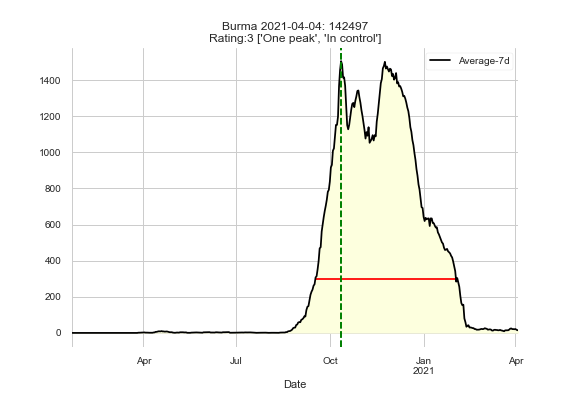 Burma 2021-04-04: 142497
Rating:3 ['One peak', 'In control']
Average-7d
1400
1200
1000
800
600
400
200
0
Apr
Jul
Oct
Jan
2021
Apr
Date